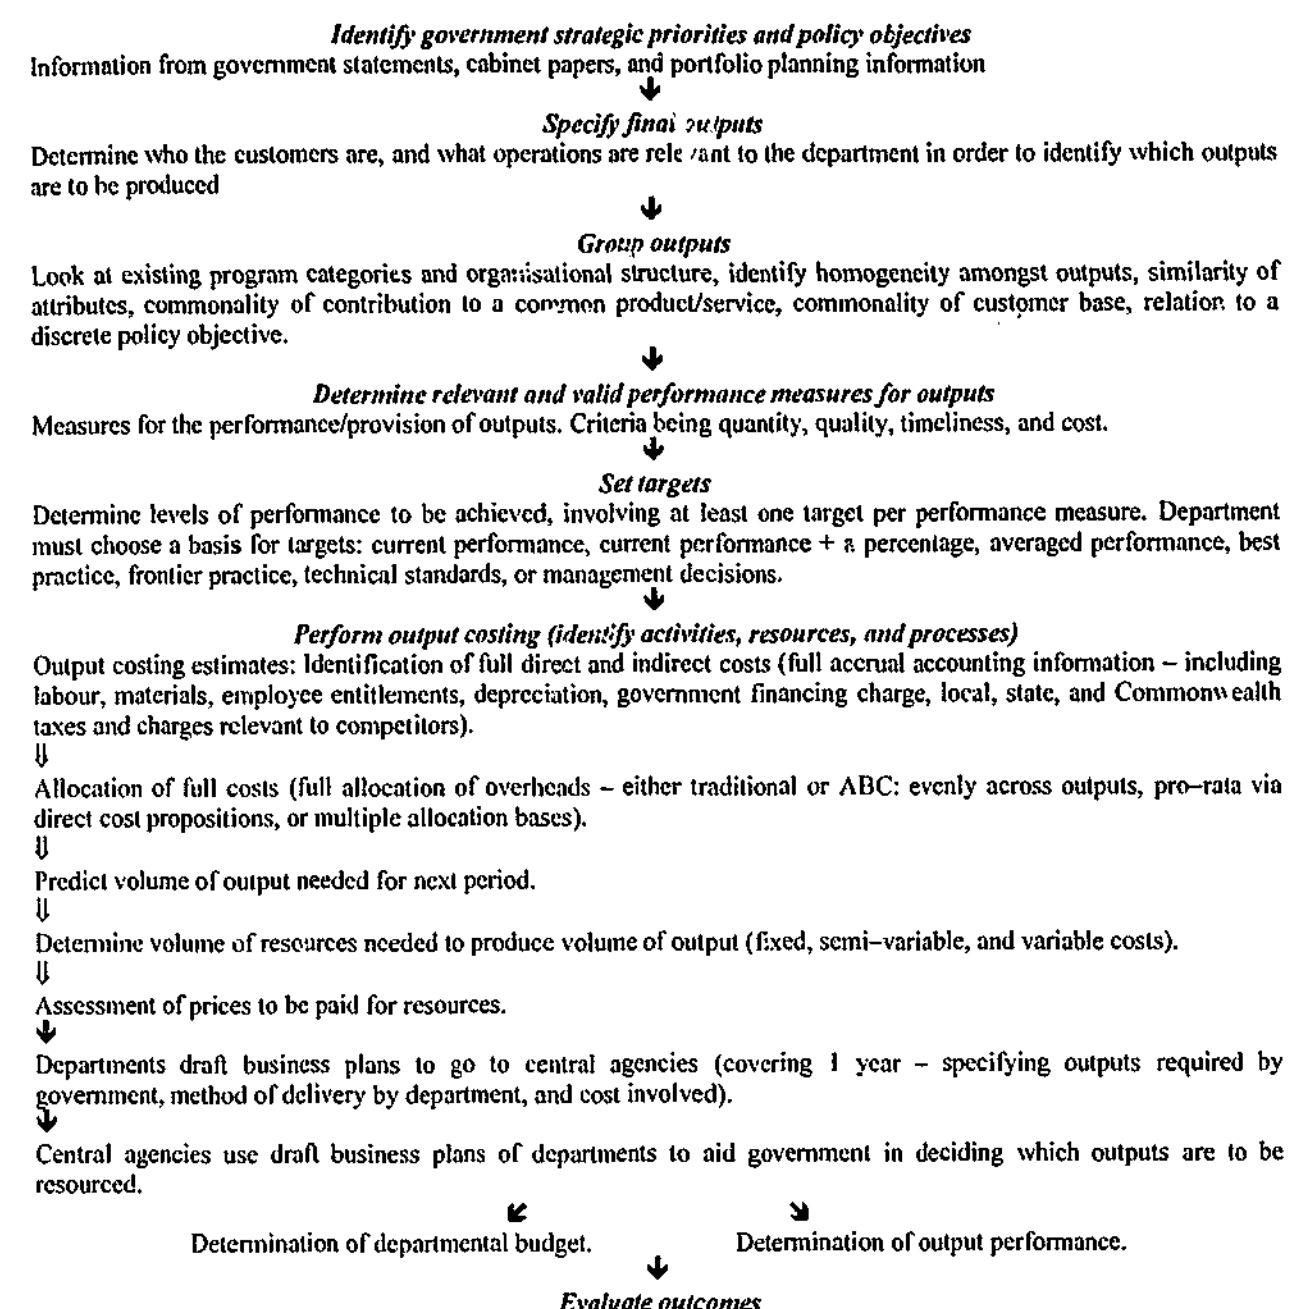 Identify government strategic priorities and policy objectives
Information from government statements, cabinet papers, and portfolio planning information
Specify final outputs
Determine who the customers are, and what operations are relevant to the department in order to identify which outputs
are to be produced
Group outputs
Look at existing program categories and organisational structure, identify homogeneity amongst outputs, similarity of
attributes, commonality of contribution to a common product/service, commonality of customer base, relation to a
discrete policy objective.
Determine relevant and valid performance measures for outputs
Measures for the performance/provision of outputs. Criteria being quantity, quality, timeliness, and cost.
Set targets
Determine levels of performance to be achieved, involving at least one target per performance measure. Department
must choose a basis for targets: current performance, current performance + a percentage, averaged performance, best
practice, frontier practice, technical standards, or management decisions.
Perform output costing (identify activities, resources, and processes)
Output costing estimates: Identification of full direct and indirect costs (full accrual accounting information – including
labour, materials, employee entitlements, depreciation, government financing charge, local, state, and Commonwealth
taxes and charges relevant to competitors).
Allocation of full costs (full allocation of overheads – either traditional or ABC: evenly across outputs, pro–rata via
direct cost propositions, or multiple allocation bases).
Predict volume of output needed for next period.
Determine volume of resources needed to produce volume of output (fixed, semi–variable, and variable costs).
Assessment of prices to be paid for resources.
Departments draft business plans to go to central agencies (covering 1 year – specifying outputs required by
government, method of delivery by department, and cost involved).
Central agencies use draft business plans of departments to aid government in deciding which outputs are to be
resourced.
Determination of departmental budget. Determination of output performance.
Evaluate outcomes